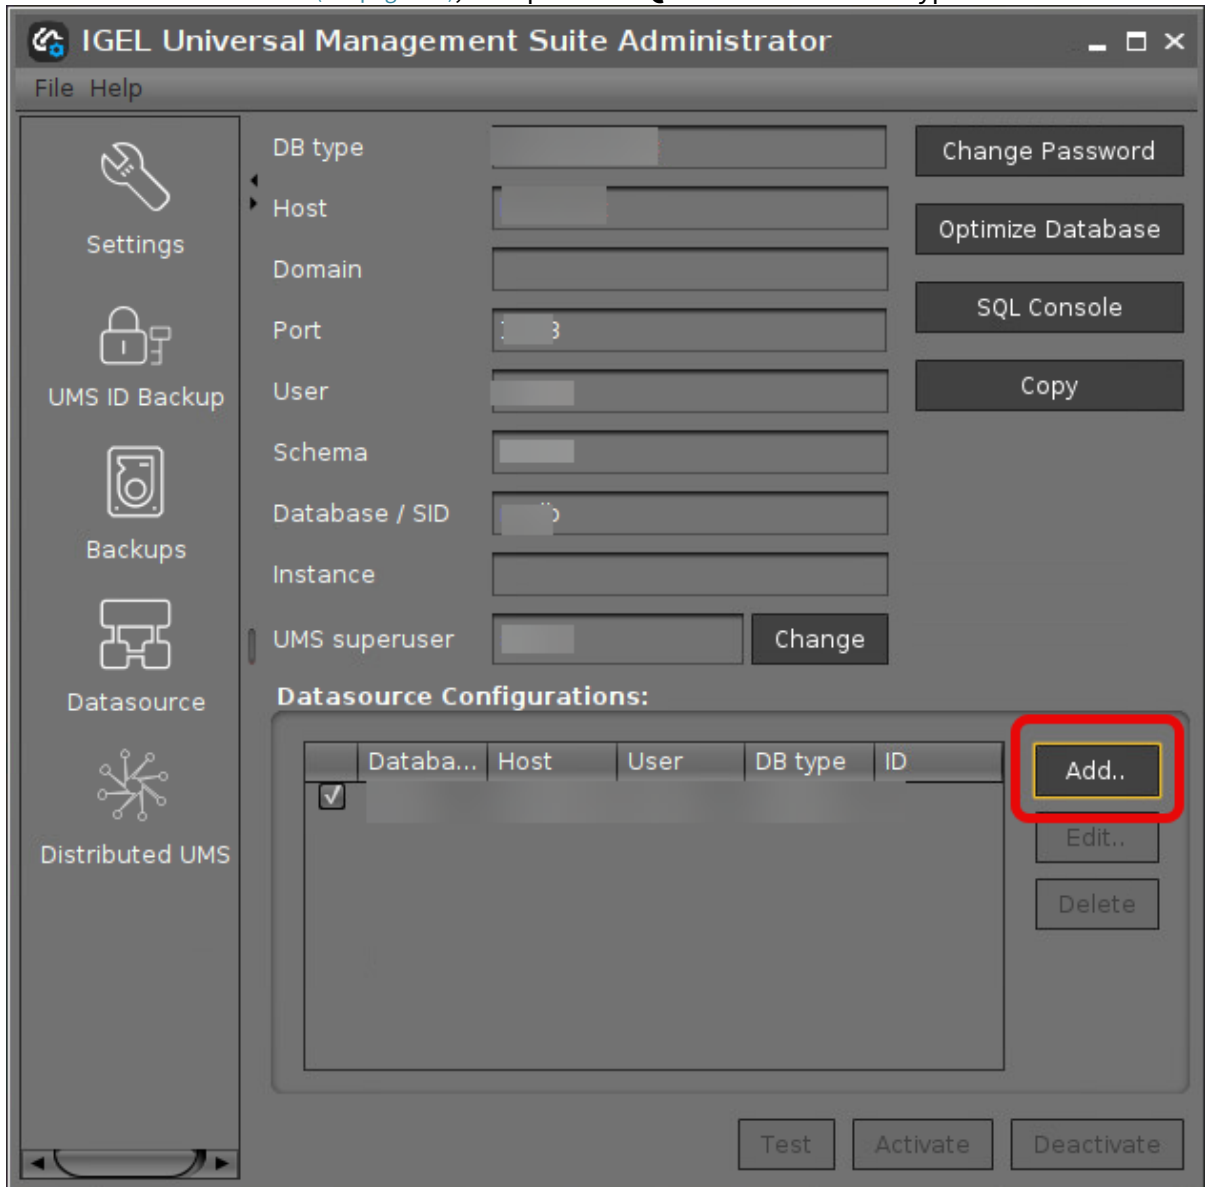 IGEL Universal Management Suite Administrator
File Help
Settings
UMS ID Backup
Backups
Datasource
Distributed UMS
DB type
Host
Domain
Port
User
Schema
Database / SID
Instance
UMS superuser
Change
Change Password
Optimize Database
SQL Console
Copy
Datasource Configurations:
Databa... Host User DB type ID
Add..
Edit..
Delete
Test Activate Deactivate